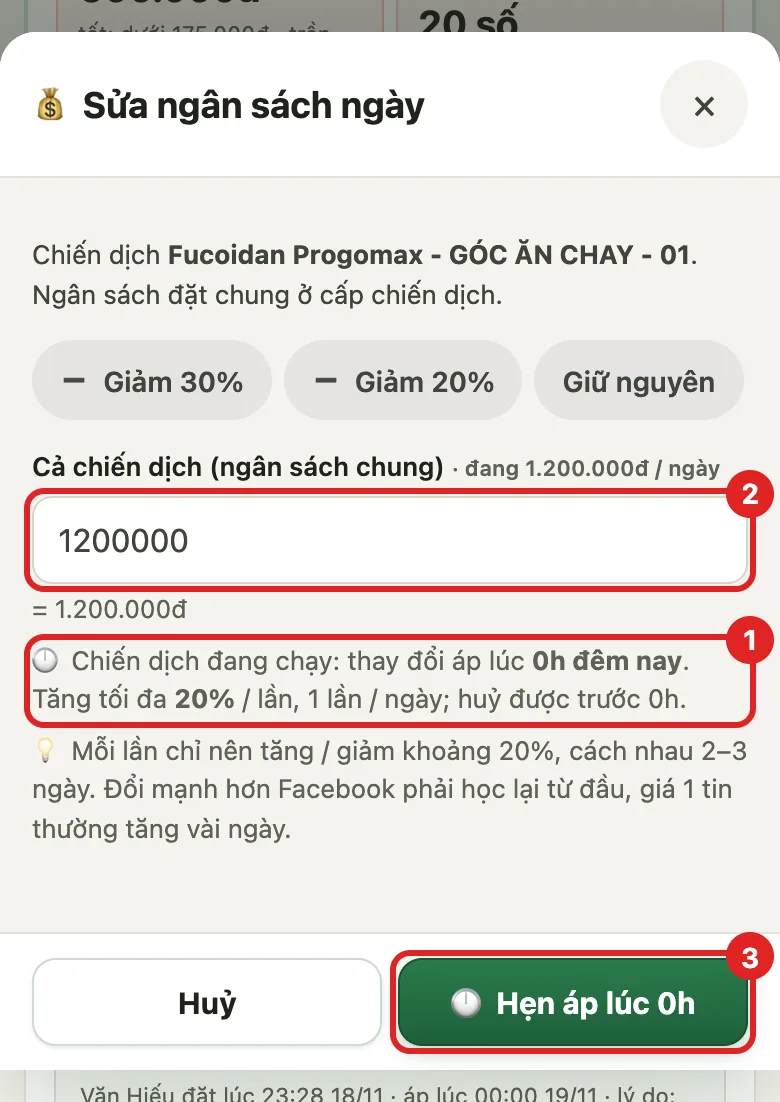 20 số
💰 Sửa ngân sách ngày
×
Chiến dịch Fucoidan Progomax - GÓC ĂN CHAY - 01.
Ngân sách đặt chung ở cấp chiến dịch.
− Giảm 30%
− Giảm 20%
Giữ nguyên
Cả chiến dịch (ngân sách chung) · đang 1.200.000đ / ngày
2
1200000
= 1.200.000đ
1
🕛 Chiến dịch đang chạy: thay đổi áp lúc 0h đêm nay.
Tăng tối đa 20% / lần, 1 lần / ngày; huỷ được trước 0h.
💡 Mỗi lần chỉ nên tăng / giảm khoảng 20%, cách nhau 2–3
ngày. Đổi mạnh hơn Facebook phải học lại từ đầu, giá 1 tin
thường tăng vài ngày.
3
Huỷ
🕛 Hẹn áp lúc 0h
Văn Hiếu đặt lúc 23:28 18/11 · áp lúc 00:00 19/11 · lý do: